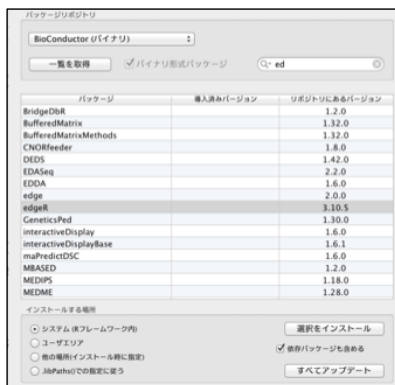 パッケージリポジトリ
BioConductor (バイナリ)
一覧を取得 バイナリ形式パッケージ ed
パッケージ 導入済みバージョン リポジトリにあるバージョン
BridgeDbR 1.2.0
BufferedMatrix 1.32.0
BufferedMatrixMethods 1.32.0
CNORfeeder 1.8.0
DEDS 1.42.0
EDASeq 2.2.0
EDDA 1.6.0
edge 2.0.0
edgeR 3.10.5
GeneticsPed 1.30.0
interactiveDisplay 1.6.0
interactiveDisplayBase 1.6.1
maPredictDSC 1.6.0
MBASED 1.2.0
MEDIPS 1.18.0
MEDME 1.28.0
インストールする場所
システム (Rフレームワーク内) 選択をインストール
ユーザエリア 依存パッケージも含める
他の場所(インストール時に指定)
.libPaths()での指定に従う すべてアップデート